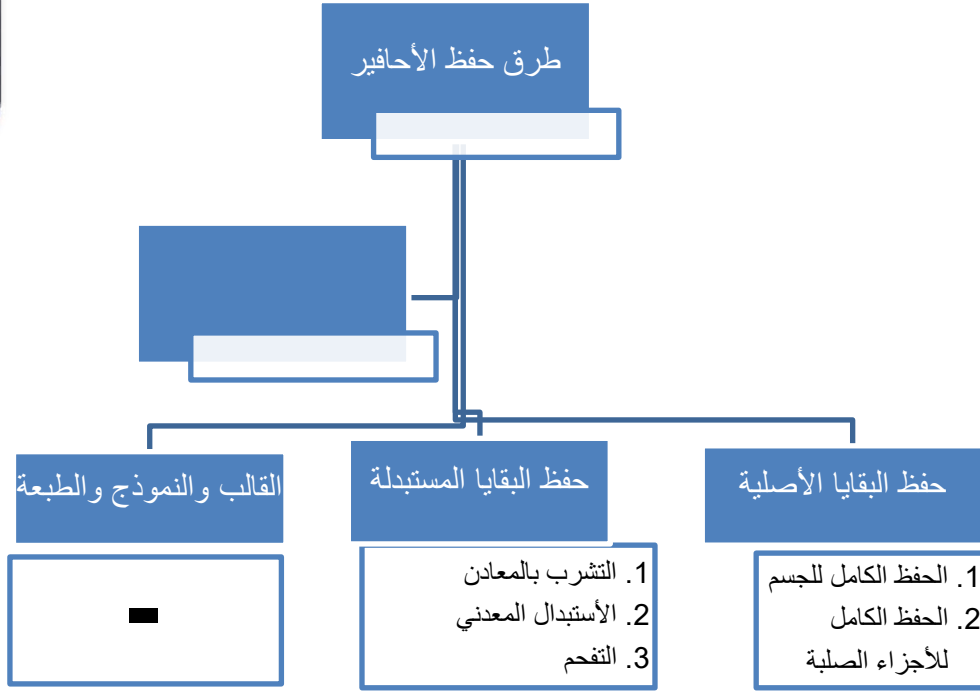 طرق حفظ الأحافير
حفظ البقايا الأصلية
1. الحفظ الكامل للجسم
2. الحفظ الكامل
للأجزاء الصلبة
حفظ البقايا المستبدلة
1. التشرب بالمعادن
2. الأستبدال المعدني
3. التفحم
القالب والنموذج والطبعة